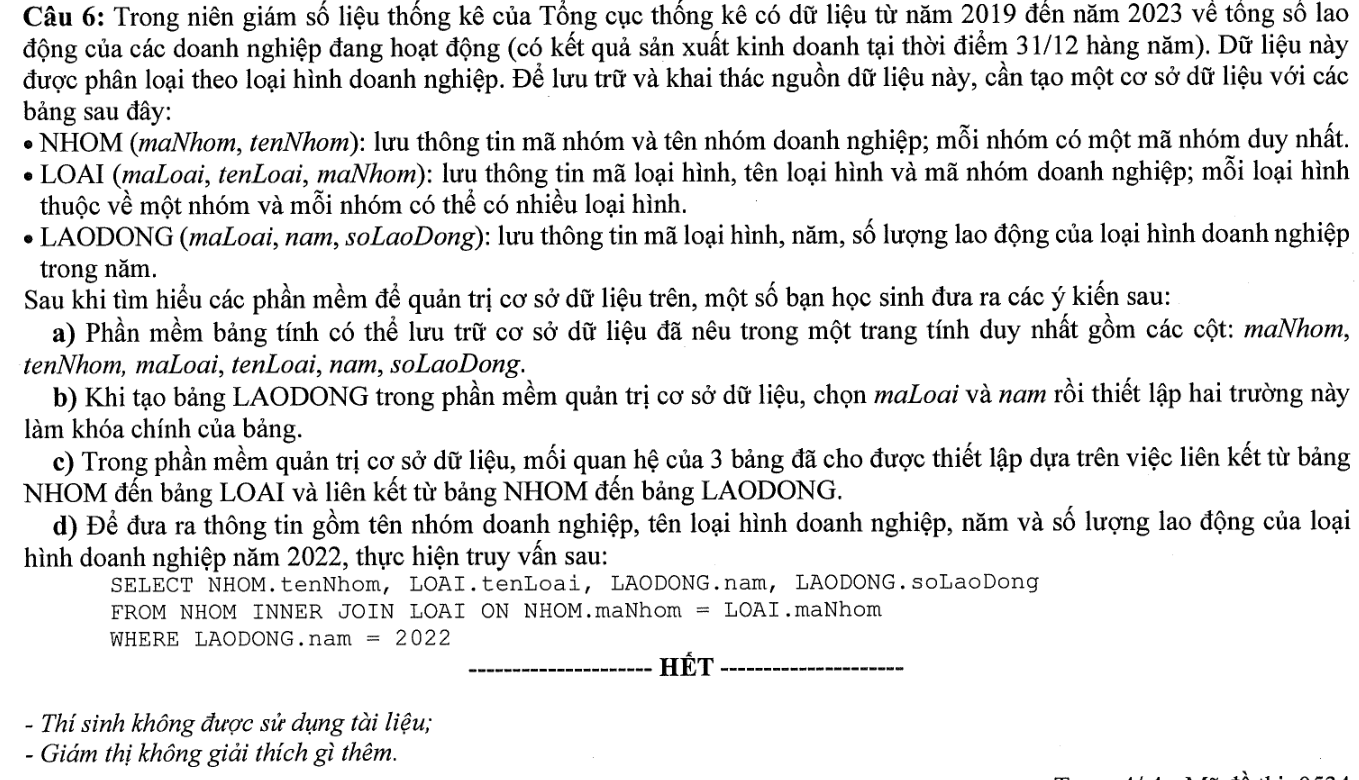 Câu 6: Trong niên giám số liệu thống kê của Tổng cục thống kê có dữ liệu từ năm 2019 đến năm 2023 về tổng số lao
động của các doanh nghiệp đang hoạt động (có kết quả sản xuất kinh doanh tại thời điểm 31/12 hàng năm). Dữ liệu này
được phân loại theo loại hình doanh nghiệp. Để lưu trữ và khai thác nguồn dữ liệu này, cần tạo một cơ sở dữ liệu với các
bảng sau đây:
• NHOM (maNhom, tenNhom): lưu thông tin mã nhóm và tên nhóm doanh nghiệp; mỗi nhóm có một mã nhóm duy nhất.
• LOAI (maLoai, tenLoai, maNhom): lưu thông tin mã loại hình, tên loại hình và mã nhóm doanh nghiệp; mỗi loại hình
thuộc về một nhóm và mỗi nhóm có thể có nhiều loại hình.
• LAODONG (maLoai, nam, soLaoDong): lưu thông tin mã loại hình, năm, số lượng lao động của loại hình doanh nghiệp
trong năm.
Sau khi tìm hiểu các phần mềm để quản trị cơ sở dữ liệu trên, một số bạn học sinh đưa ra các ý kiến sau:
a) Phần mềm bảng tính có thể lưu trữ cơ sở dữ liệu đã nêu trong một trang tính duy nhất gồm các cột: maNhom,
tenNhom, maLoai, tenLoai, nam, soLaoDong.
b) Khi tạo bảng LAODONG trong phần mềm quản trị cơ sở dữ liệu, chọn maLoai và nam rồi thiết lập hai trường này
làm khóa chính của bảng.
c) Trong phần mềm quản trị cơ sở dữ liệu, mối quan hệ của 3 bảng đã cho được thiết lập dựa trên việc liên kết từ bảng
NHOM đến bảng LOAI và liên kết từ bảng NHOM đến bảng LAODONG.
d) Để đưa ra thông tin gồm tên nhóm doanh nghiệp, tên loại hình doanh nghiệp, năm và số lượng lao động của loại
hình doanh nghiệp năm 2022, thực hiện truy vấn sau:
SELECT NHOM.tenNhom, LOAI.tenLoai, LAODONG.nam, LAODONG.soLaoDong
FROM NHOM INNER JOIN LOAI ON NHOM.maNhom = LOAI.maNhom
WHERE LAODONG.nam = 2022
--------------------- HẾT ---------------------
- Thí sinh không được sử dụng tài liệu;
- Giám thị không giải thích gì thêm.